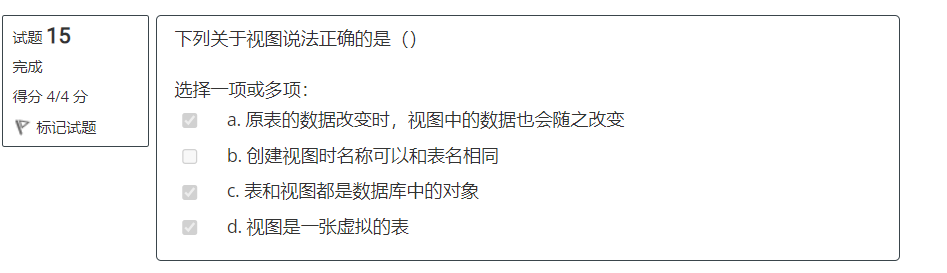 试题 15
完成
得分 4/4 分
标记试题
下列关于视图说法正确的是（）
选择一项或多项：
a. 原表的数据改变时，视图中的数据也会随之改变
b. 创建视图时名称可以和表名相同
c. 表和视图都是数据库中的对象
d. 视图是一张虚拟的表